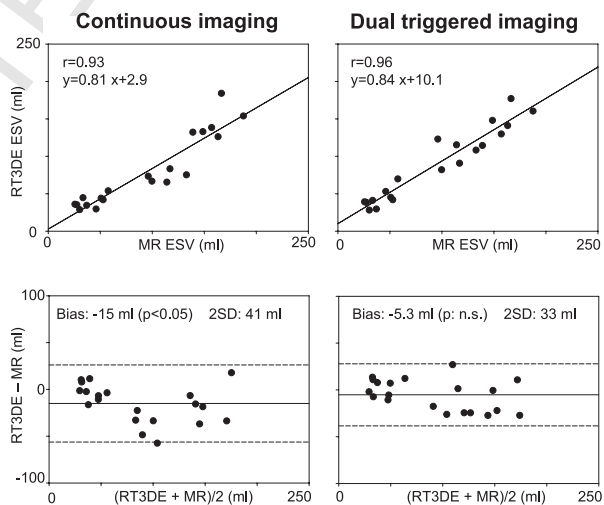 Continuous imaging
Dual triggered imaging
250
r=0.93
y=0.81 x+2.9
RT3DE ESV (ml)
0
MR ESV (ml)
250
r=0.96
y=0.84 x+10.1
0
MR ESV (ml)
250
100
Bias: -15 ml (p<0.05) 2SD: 41 ml
RT3DE – MR (ml)
0
-100
0
(RT3DE + MR)/2 (ml)
250
Bias: -5.3 ml (p: n.s.) 2SD: 33 ml
0
(RT3DE + MR)/2 (ml)
250